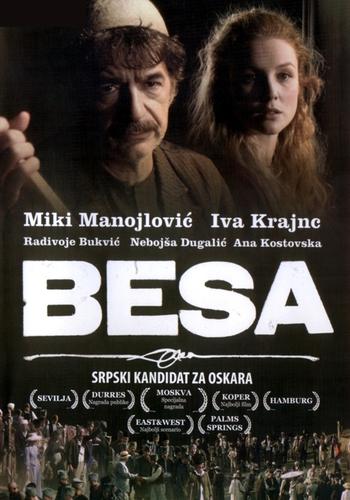 Miki Manojlović Iva Krajnc
Radivoje Bukvić Nebojša Dugalić Ana Kostovska
BESA
SRPSKI KANDIDAT ZA OSKARA
SEVILJA
DURRES
Nagrada publike
MOSKVA
Specijalna
nagrada
KOPER
Najbolji film
HAMBURG
EAST&WEST
Najbolji scenario
PALM
SPRINGS